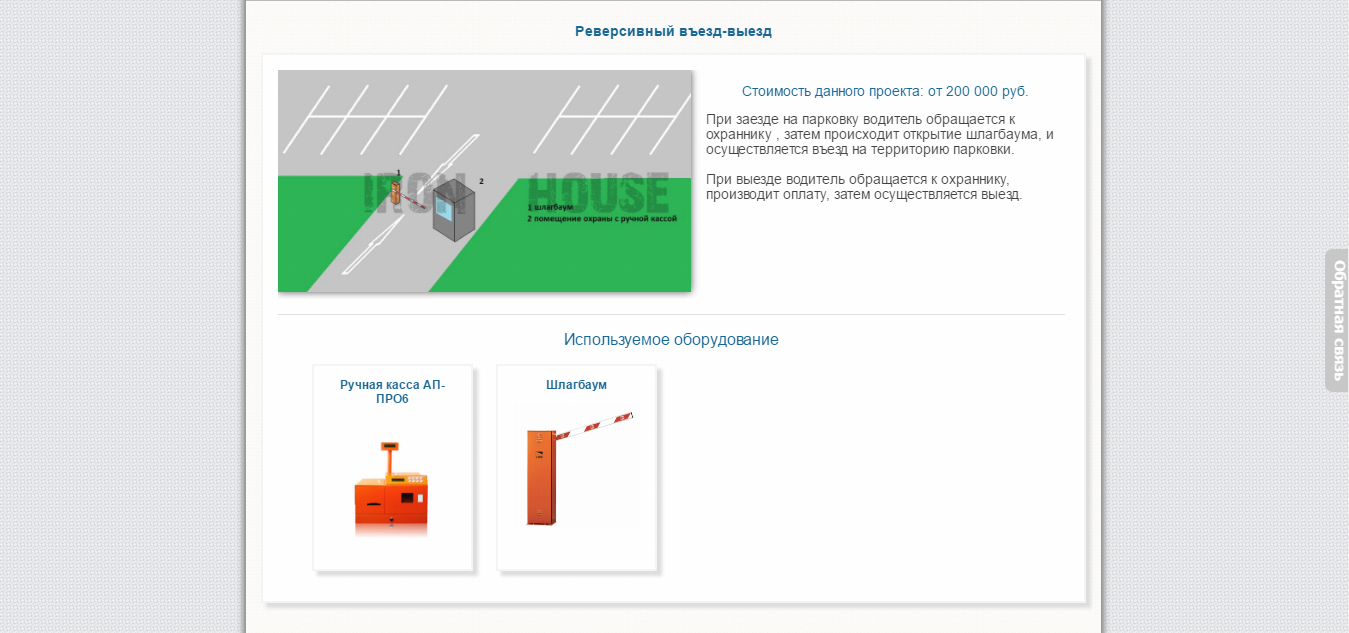 Реверсивный въезд-выезд
Стоимость данного проекта: от 200 000 руб.
При заезде на парковку водитель обращается к
охраннику , затем происходит открытие шлагбаума, и
осуществляется въезд на территорию парковки.
При выезде водитель обращается к охраннику,
производит оплату, затем осуществляется выезд.
1
2
IRON HOUSE
1 шлагбаум
2 помещение охраны с ручной кассой
Используемое оборудование
Ручная касса АП-
ПРО6
Шлагбаум
Обратная связь